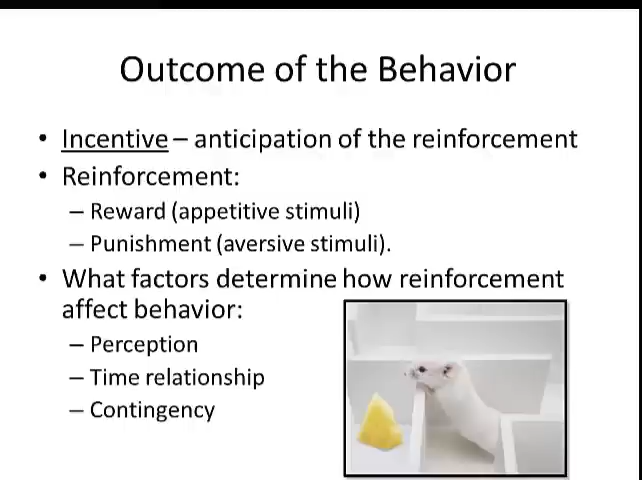 Outcome of the Behavior
• Incentive – anticipation of the reinforcement
• Reinforcement:
– Reward (appetitive stimuli)
– Punishment (aversive stimuli).
• What factors determine how reinforcement
affect behavior:
– Perception
– Time relationship
– Contingency